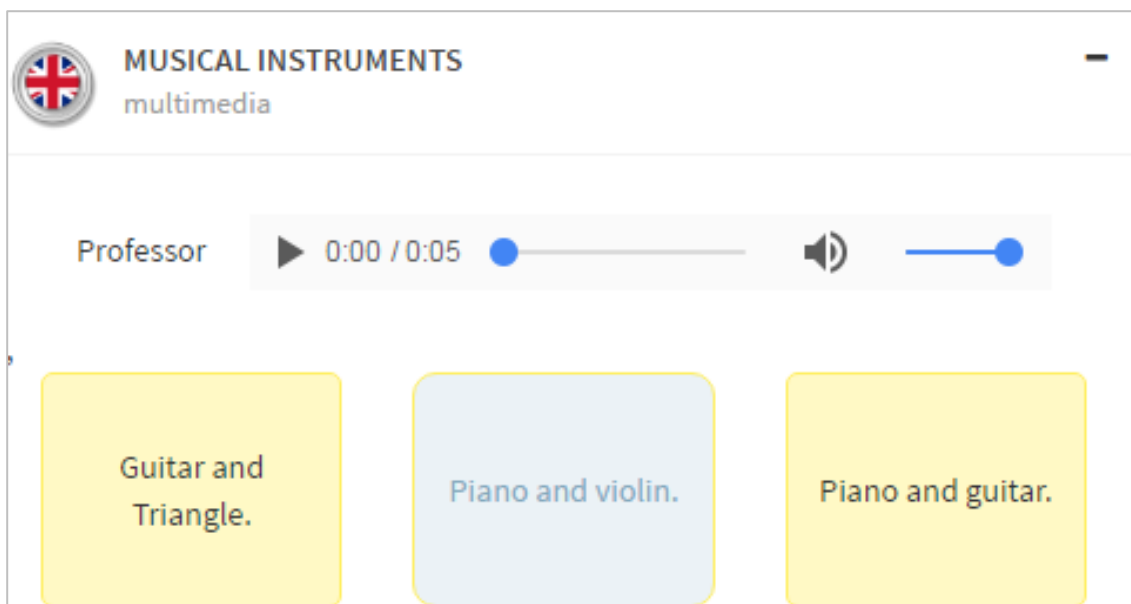 MUSICAL INSTRUMENTS
multimedia
Professor
0:00 / 0:05
,
Guitar and
Triangle.
Piano and violin.
Piano and guitar.